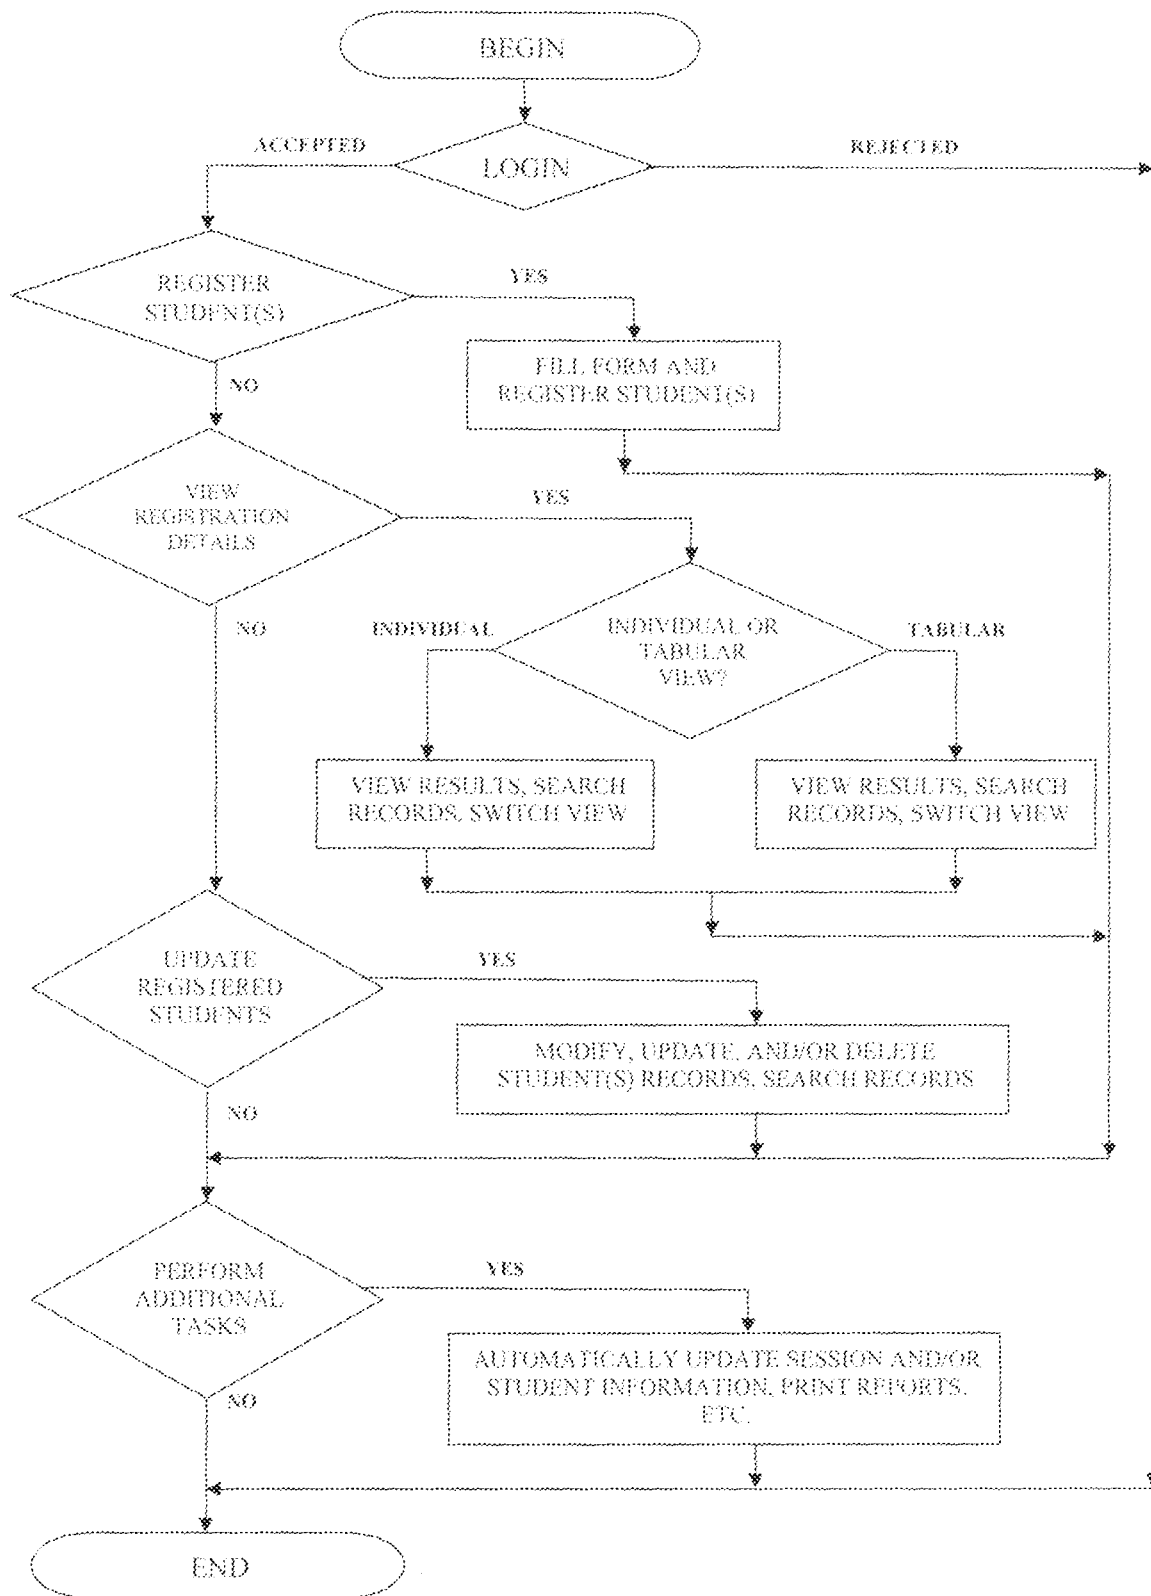 BEGIN
ACCEPTED
LOGIN
REJECTED
REGISTER
STUDENT(S)
YES
FILL FORM AND
REGISTER STUDENT(S)
NO
VIEW
REGISTRATION
DETAILS
YES
NO
INDIVIDUAL
INDIVIDUAL OR
TABULAR
VIEW?
TABULAR
VIEW RESULTS, SEARCH
RECORDS, SWITCH VIEW
VIEW RESULTS, SEARCH
RECORDS, SWITCH VIEW
UPDATE
REGISTERED
STUDENTS
YES
MODIFY, UPDATE, AND/OR DELETE
STUDENT(S) RECORDS, SEARCH RECORDS
NO
PERFORM
ADDITIONAL
TASKS
YES
AUTOMATICALLY UPDATE SESSION AND/OR
STUDENT INFORMATION, PRINT REPORTS,
ETC.
NO
END